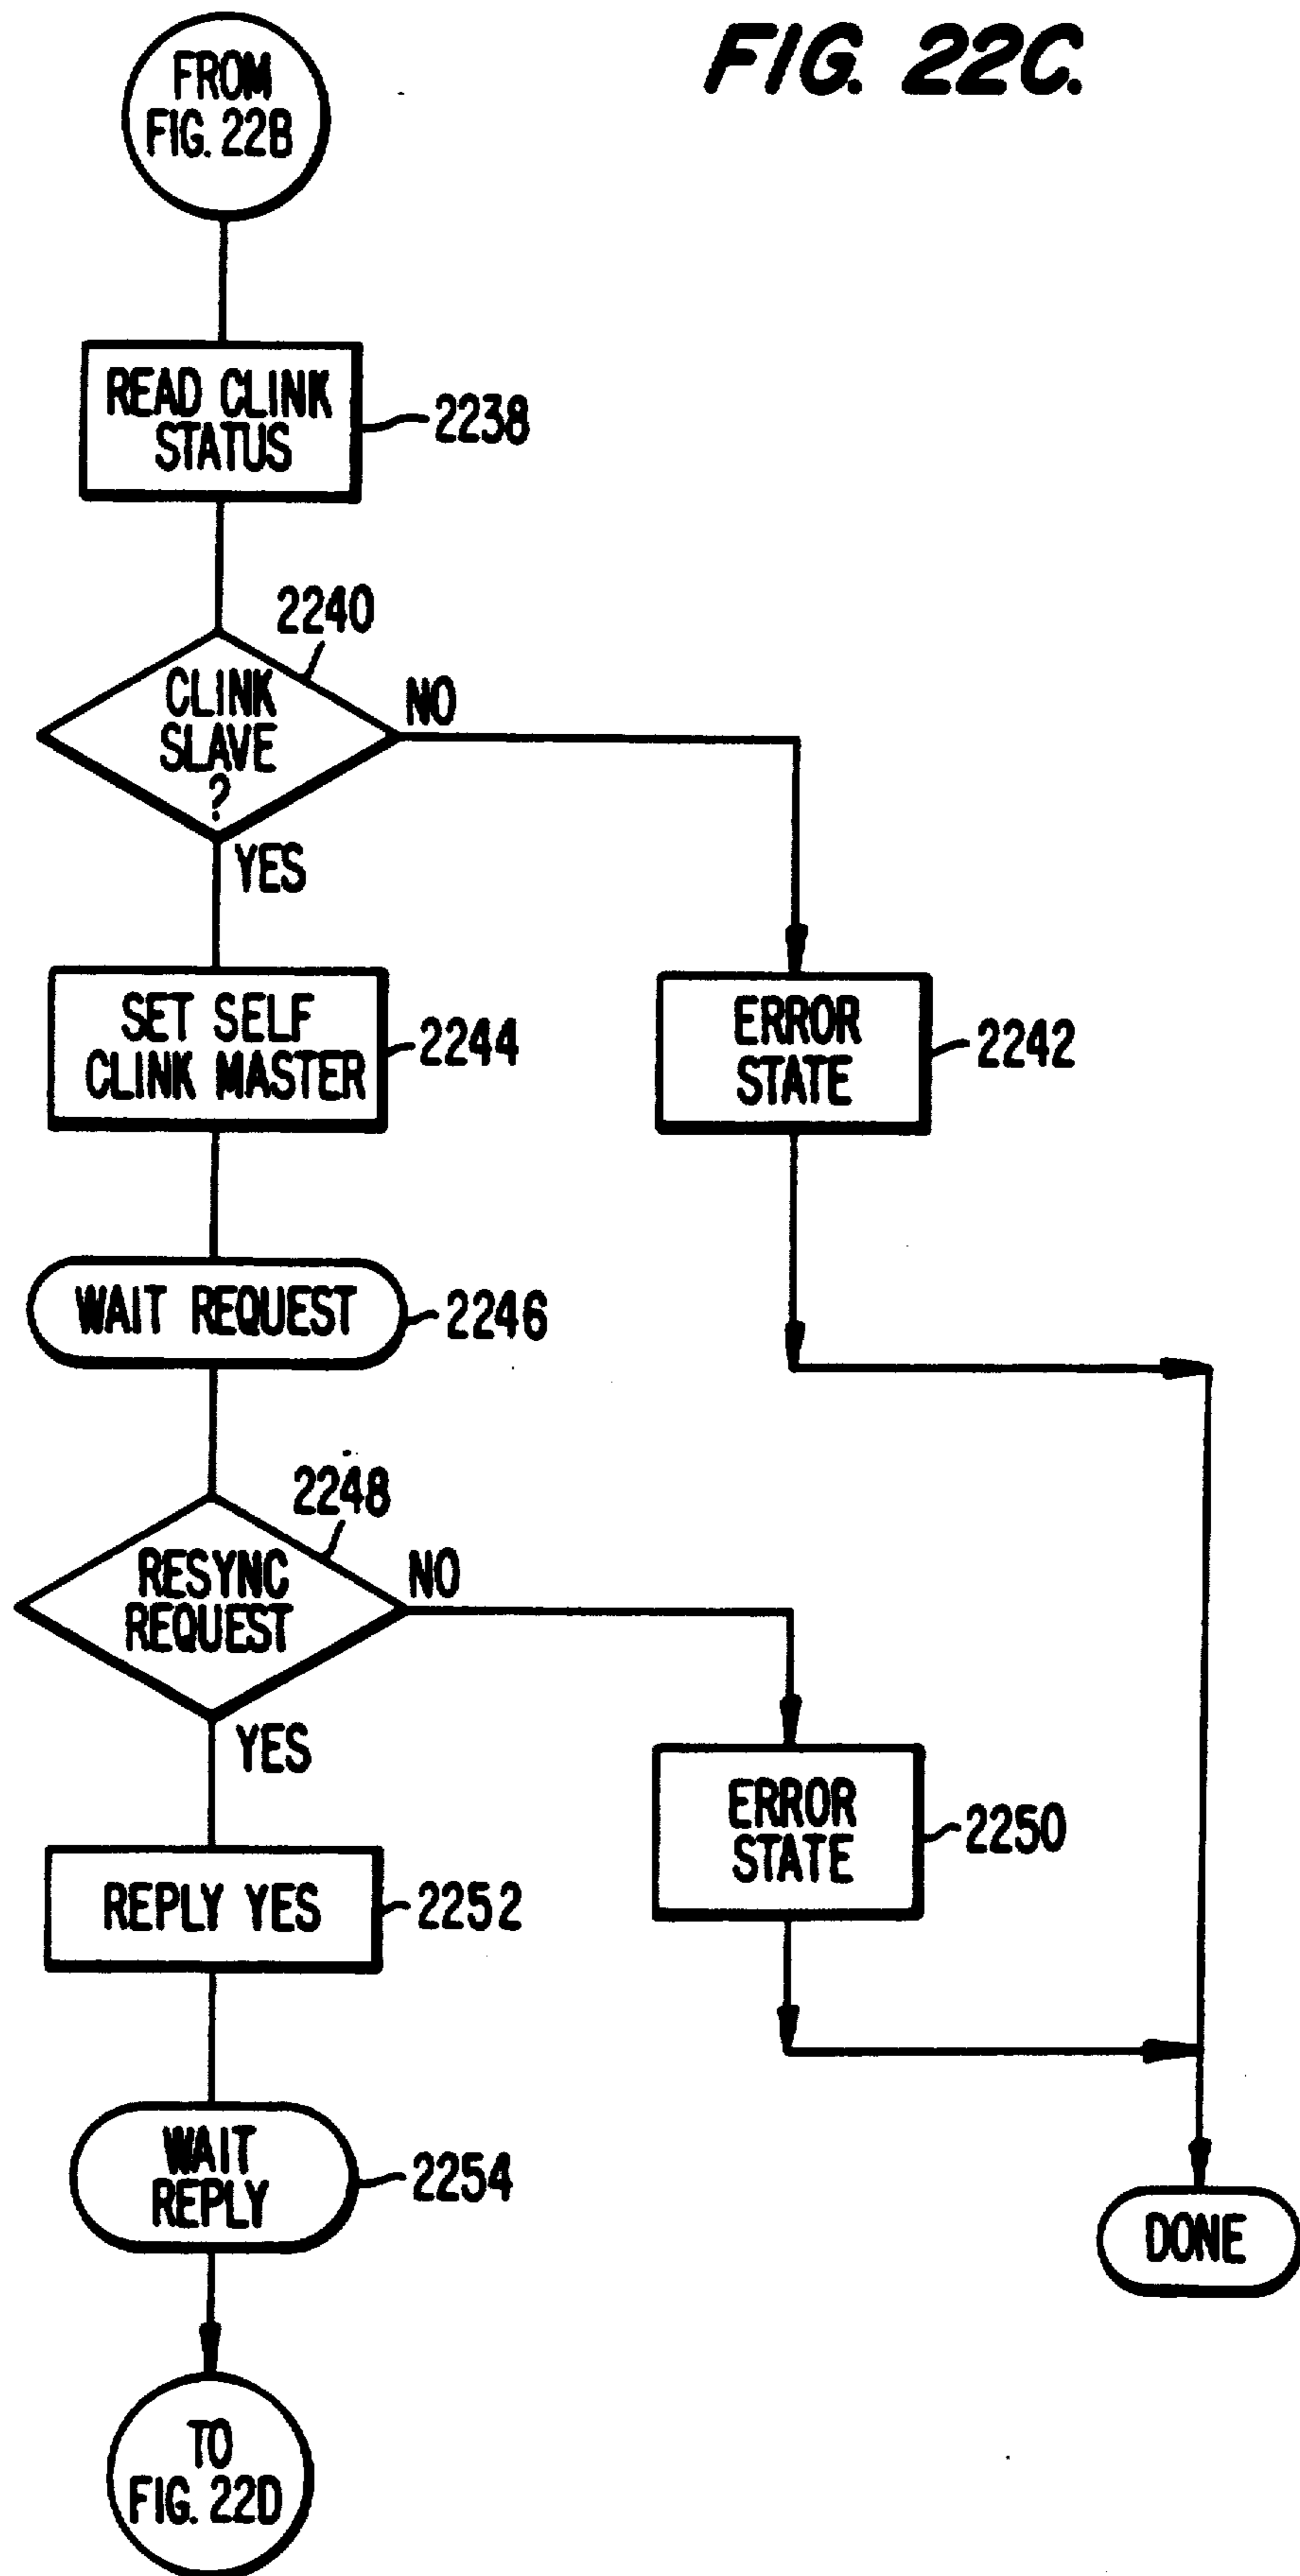 FIG. 22C.
FROM
FIG. 22B
READ CLINK
STATUS
2238
2240
CLINK
SLAVE
?
NO
YES
SET SELF
CLINK MASTER
2244
ERROR
STATE
2242
WAIT REQUEST
2246
2248
RESYNC
REQUEST
NO
YES
ERROR
STATE
2250
REPLY YES
2252
WAIT
REPLY
2254
DONE
TO
FIG. 22D